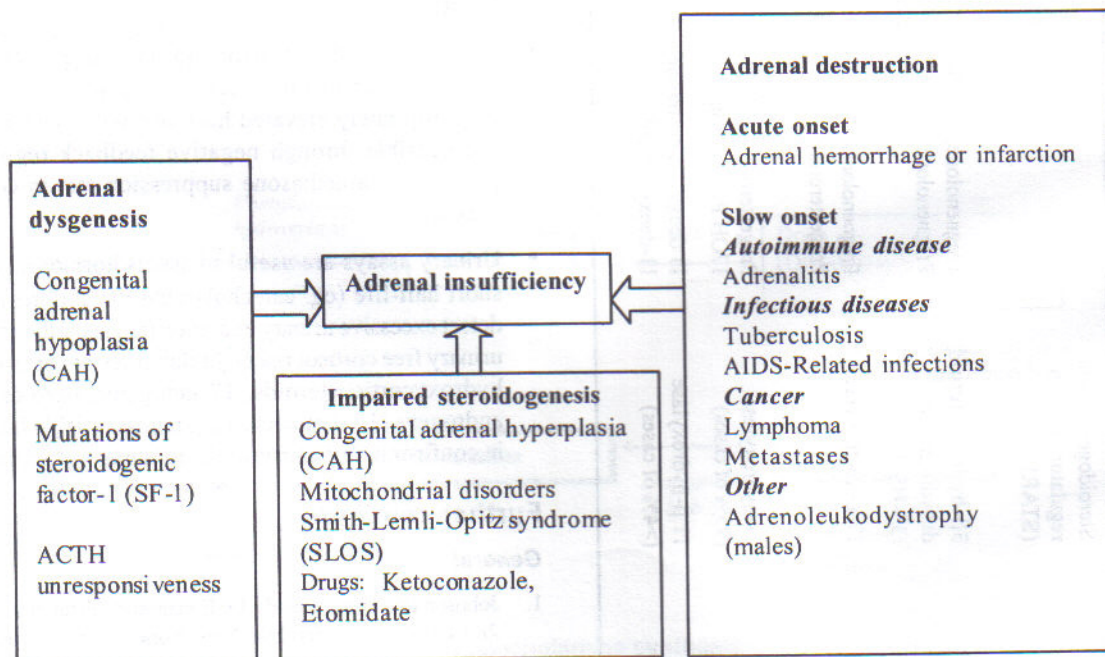 Adrenal
dysgenesis
Congenital
adrenal
hypoplasia
(CAH)
Mutations of
steroidogenic
factor-1 (SF-1)
ACTH
unresponsiveness
Adrenal insufficiency
Impaired steroidogenesis
Congenital adrenal hyperplasia
(CAH)
Mitochondrial disorders
Smith-Lemli-Opitz syndrome
(SLOS)
Drugs: Ketoconazole,
Etomidate
Adrenal destruction
Acute onset
Adrenal hemorrhage or infarction
Slow onset
Autoimmune disease
Adrenalitis
Infectious diseases
Tuberculosis
AIDS-Related infections
Cancer
Lymphoma
Metastases
Other
Adrenoleukodystrophy
(males)